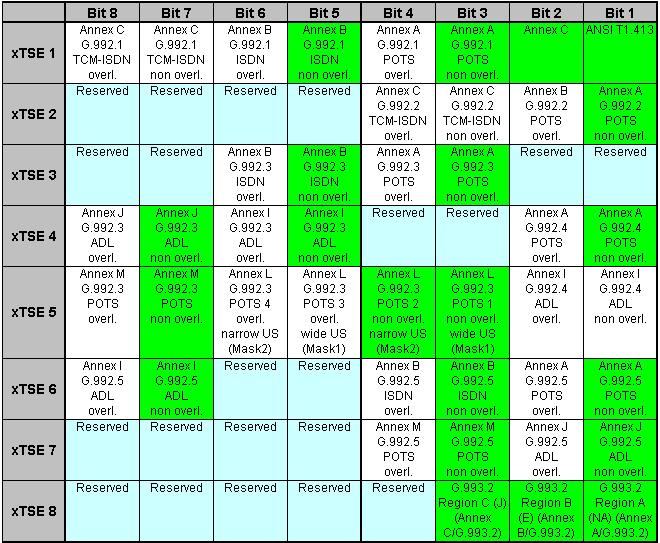 Bit 8 Bit 7 Bit 6 Bit 5 Bit 4 Bit 3 Bit 2 Bit 1
xTSE 1
Annex C
G.992.1
TCM-ISDN
overl.
Annex C
G.992.1
TCM-ISDN
non overl.
Annex B
G.992.1
ISDN
overl.
Annex B
G.992.1
ISDN
non overl.
Annex A
G.992.1
POTS
overl.
Annex A
G.992.1
POTS
non overl.
Annex C
ANSI T1.413
xTSE 2
Reserved
Reserved
Reserved
Reserved
Annex C
G.992.2
TCM-ISDN
overl.
Annex C
G.992.2
TCM-ISDN
non overl.
Annex B
G.992.2
POTS
overl.
Annex A
G.992.2
POTS
non overl.
xTSE 3
Reserved
Reserved
Annex B
G.992.3
ISDN
overl.
Annex B
G.992.3
ISDN
non overl.
Annex A
G.992.3
POTS
overl.
Annex A
G.992.3
POTS
non overl.
Reserved
Reserved
xTSE 4
Annex J
G.992.3
ADL
overl.
Annex J
G.992.3
ADL
non overl.
Annex I
G.992.3
ADL
overl.
Annex I
G.992.3
ADL
non overl.
Reserved
Reserved
Annex A
G.992.4
POTS
overl.
Annex A
G.992.4
POTS
non overl.
xTSE 5
Annex M
G.992.3
POTS
overl.
Annex M
G.992.3
POTS
non overl.
Annex L
G.992.3
POTS 4
overl.
narrow US
(Mask2)
Annex L
G.992.3
POTS 3
overl.
wide US
(Mask1)
Annex L
G.992.3
POTS 2
non overl.
narrow US
(Mask2)
Annex L
G.992.3
POTS 1
non overl.
wide US
(Mask1)
Annex I
G.992.4
ADL
overl.
Annex I
G.992.4
ADL
non overl.
xTSE 6
Annex I
G.992.5
ADL
overl.
Annex I
G.992.5
ADL
non overl.
Reserved
Reserved
Annex B
G.992.5
ISDN
overl.
Annex B
G.992.5
ISDN
non overl.
Annex A
G.992.5
POTS
overl.
Annex A
G.992.5
POTS
non overl.
xTSE 7
Reserved
Reserved
Reserved
Reserved
Annex M
G.992.5
POTS
overl.
Annex M
G.992.5
POTS
non overl.
Annex J
G.992.5
ADL
overl.
Annex J
G.992.5
ADL
non overl.
xTSE 8
Reserved
Reserved
Reserved
Reserved
Reserved
G.993.2
Region C (J)
(Annex
C/G.993.2)
G.993.2
Region B
(E) (Annex
B/G.993.2)
G.993.2
Region A
(NA) (Annex
A/G.993.2)